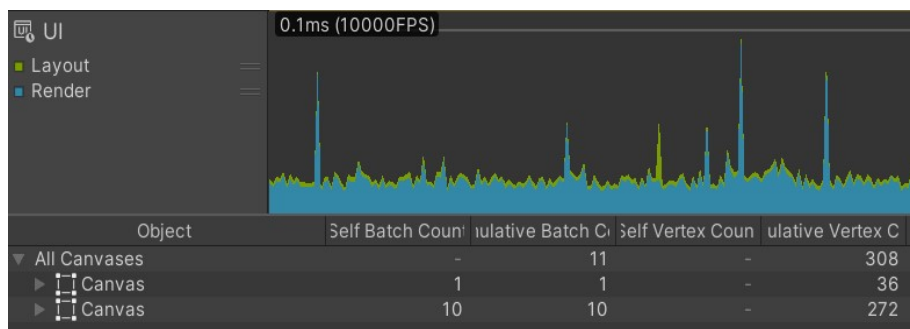 UI
0.1ms (10000FPS)
Layout
Render
Object Self Batch Count ulative Batch C Self Vertex Coun ulative Vertex C
All Canvases - 11 - 308
Canvas 1 1 - 36
Canvas 10 10 - 272